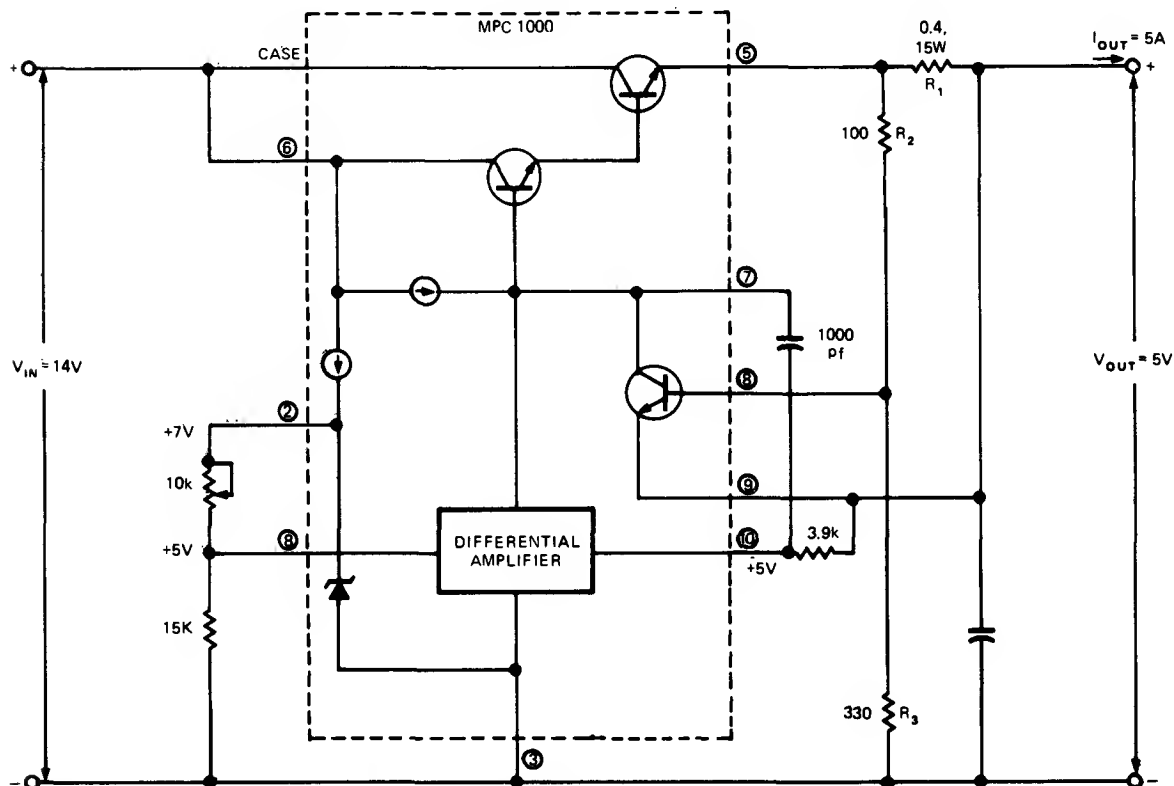 MPC 1000
CASE
⑤
0.4,
15W
R1
IOUT = 5A
+
+
⑥
100
R2
⑦
1000
pf
VIN = 14V
VOUT = 5V
⑧
②
+7V
10k
⑨
3.9k
+5V
⑧
DIFFERENTIAL
AMPLIFIER
⑩
+5V
15K
330
R3
③
−
−